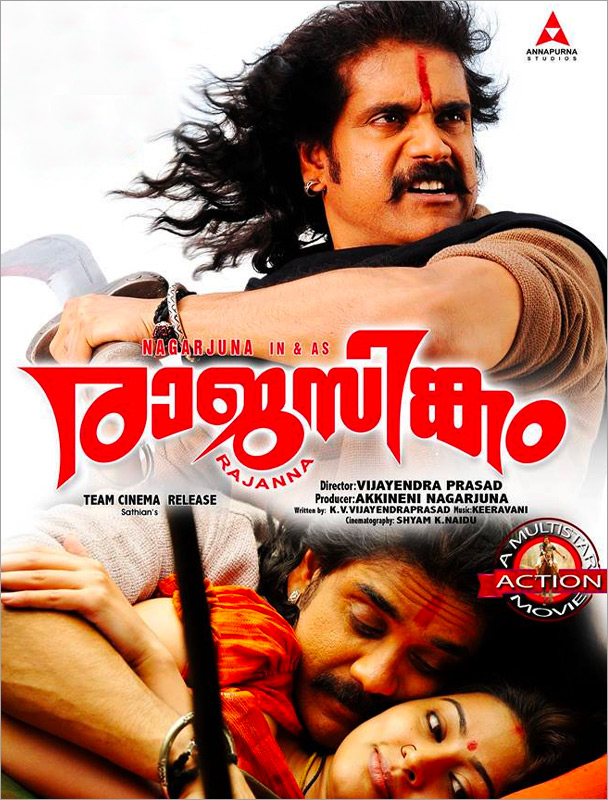 ANNAPURNA
STUDIOS
NAGARJUNA IN & AS
രാജസിങ്കം
RAJANNA
Director:VIJAYENDRA PRASAD
Producer:AKKINENI NAGARJUNA
Written by: K.V.VIJAYENDRAPRASAD Music:KEERAVANI
Cinematography: SHYAM K.NAIDU
TEAM CINEMA RELEASE
Sathian's
A MULTISTAR
ACTION
MOVIE